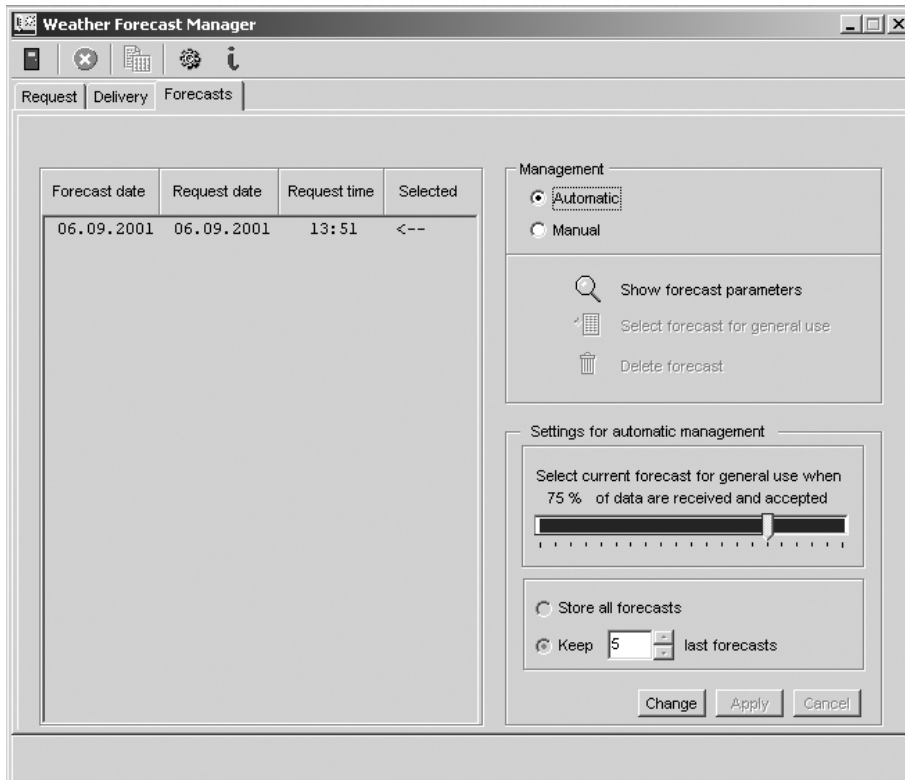 Weather Forecast Manager
Request Delivery Forecasts
Forecast date Request date Request time Selected
06.09.2001 06.09.2001 13:51 <--
Management
Automatic
Manual
Show forecast parameters
Select forecast for general use
Delete forecast
Settings for automatic management
Select current forecast for general use when
75 % of data are received and accepted
Store all forecasts
Keep 5 last forecasts
Change Apply Cancel